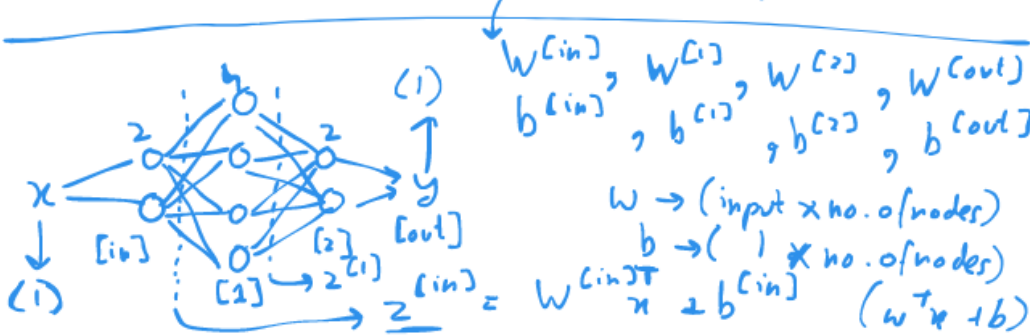 W^[in], W^[1], W^[2], W^[out]
b^[in], b^[1], b^[2], b^[out]
4
(1)
2
2
x
y
[in]
[1]
[2]
[out]
(1)
w → (input x no. of nodes)
b → ( 1 x no. of nodes)
→ z^[1]
→ z^[in] = W^[in]T x + b^[in] (w^T x + b)